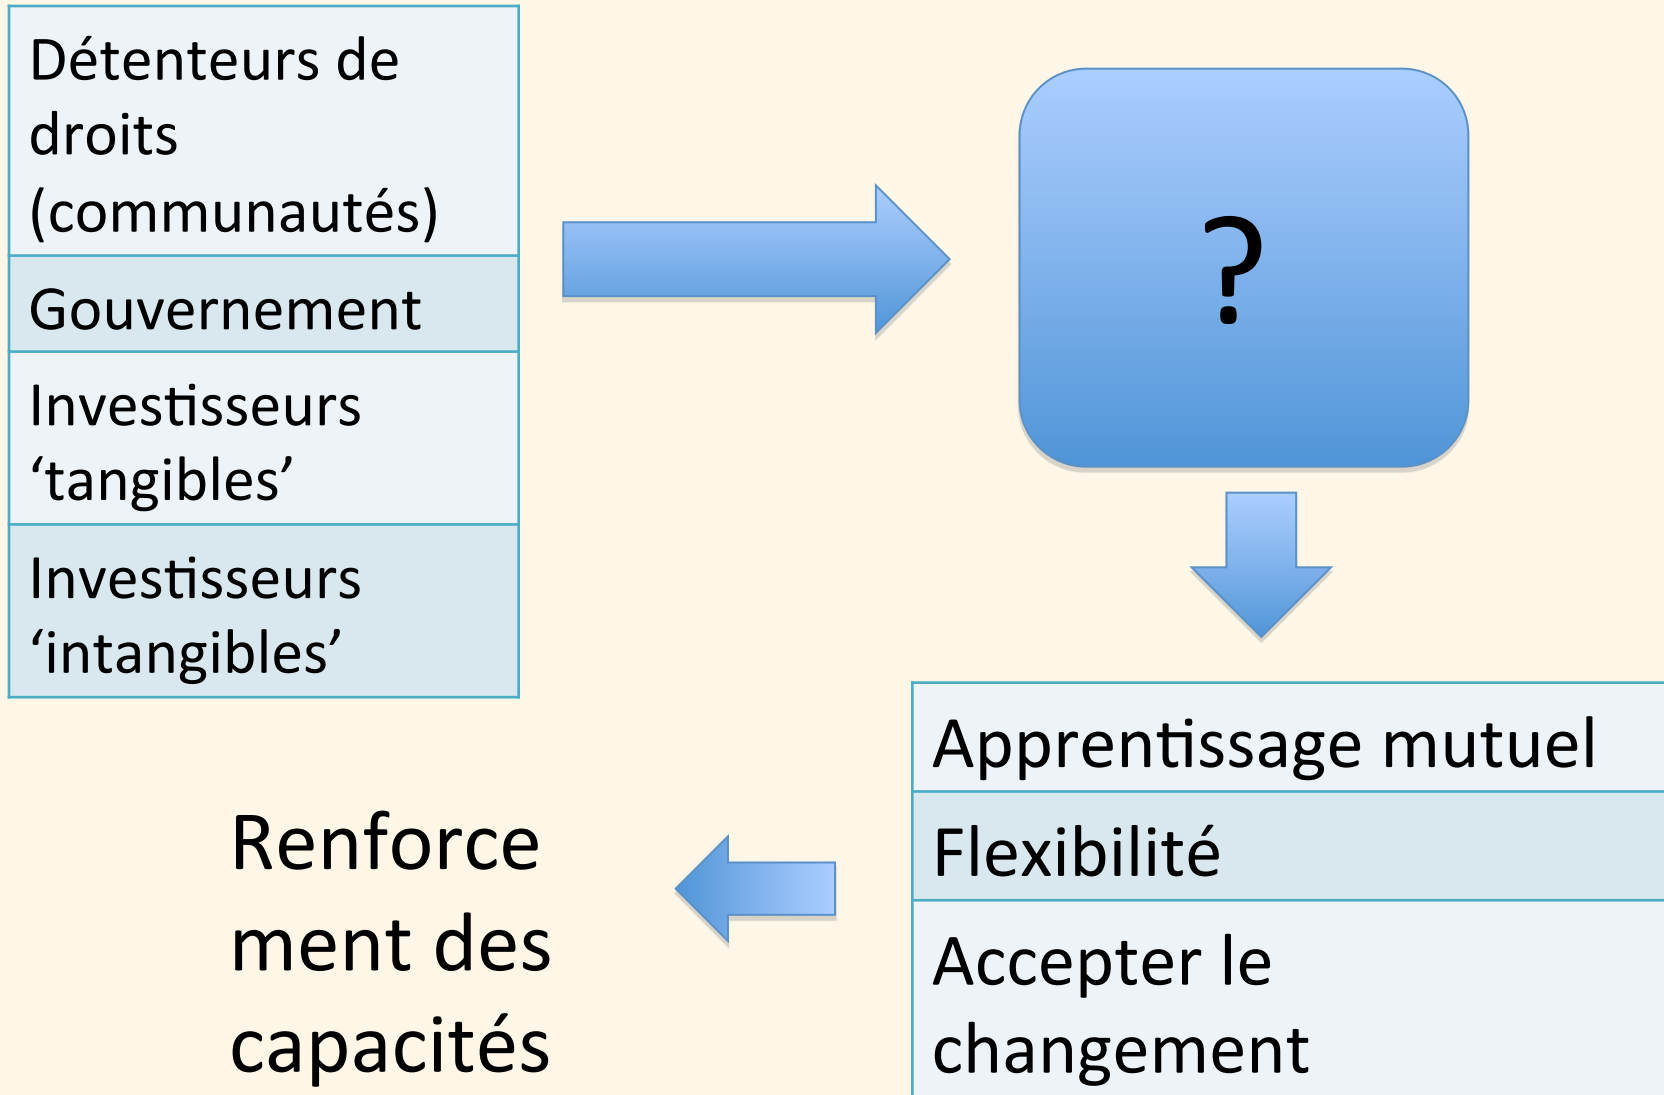 Détenteurs de
droits
(communautés)
Gouvernement
Investisseurs
‘tangibles’
Investisseurs
‘intangibles’
?
Apprentissage mutuel
Flexibilité
Accepter le
changement
Renforce
ment des
capacités